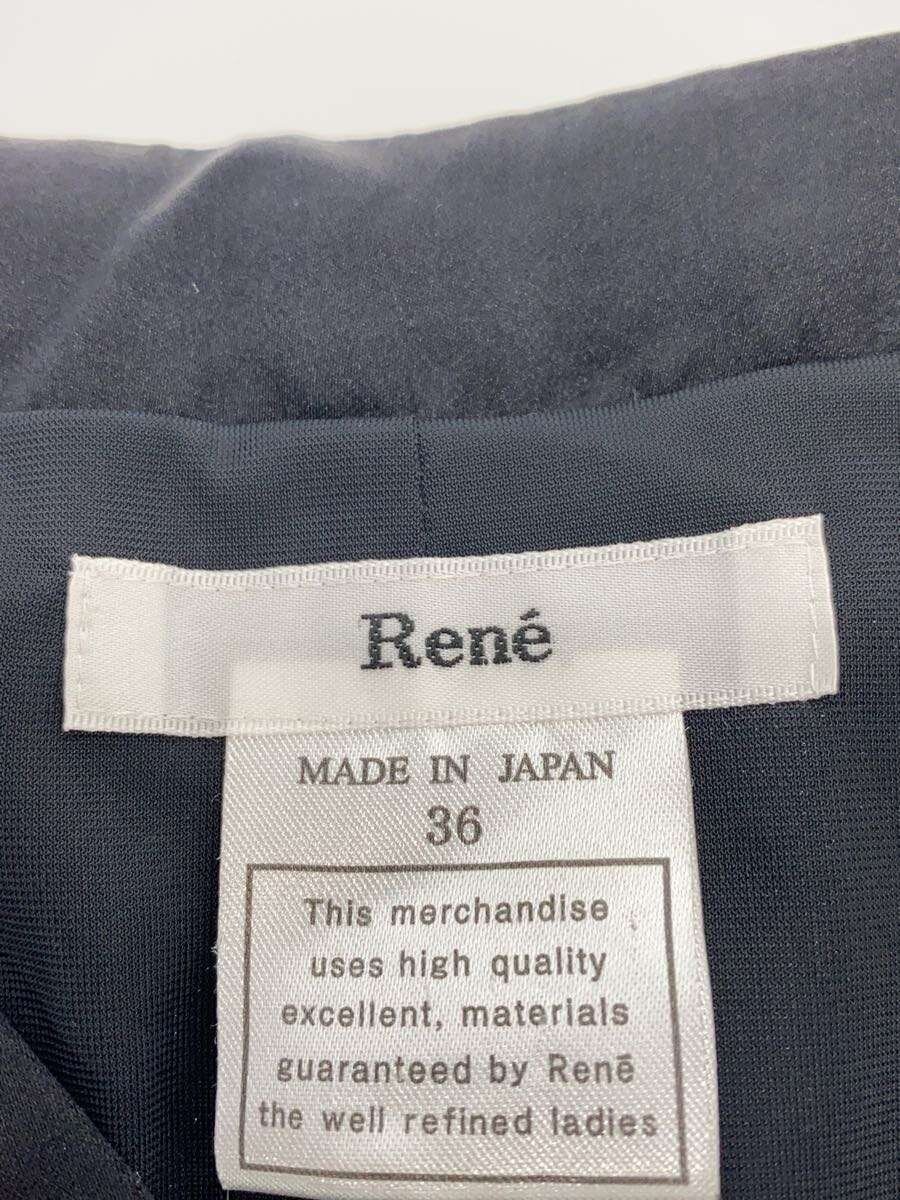 René
MADE IN JAPAN
36
This merchandise
uses high quality
excellent, materials
guaranteed by Renē
the well refined ladies